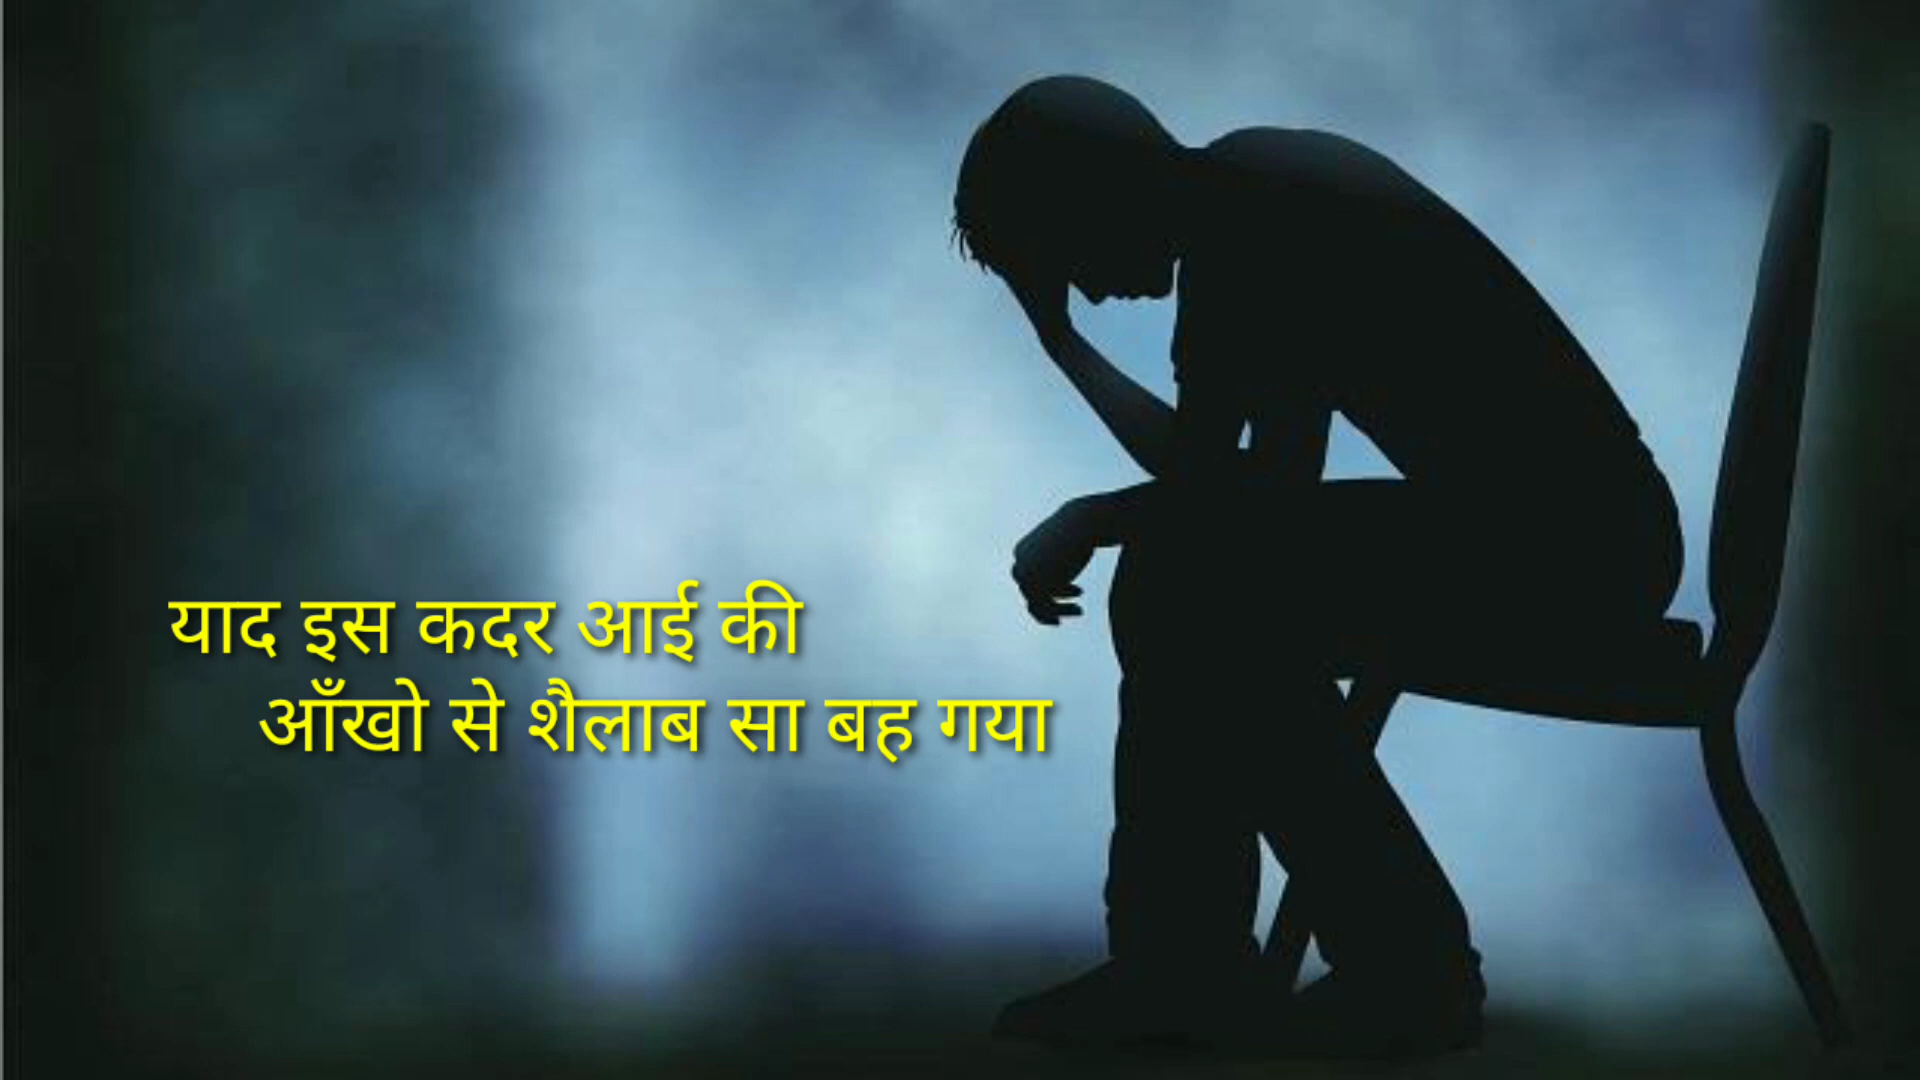 याद इस कदर आई की
आँखो से शैलाब सा बह गया